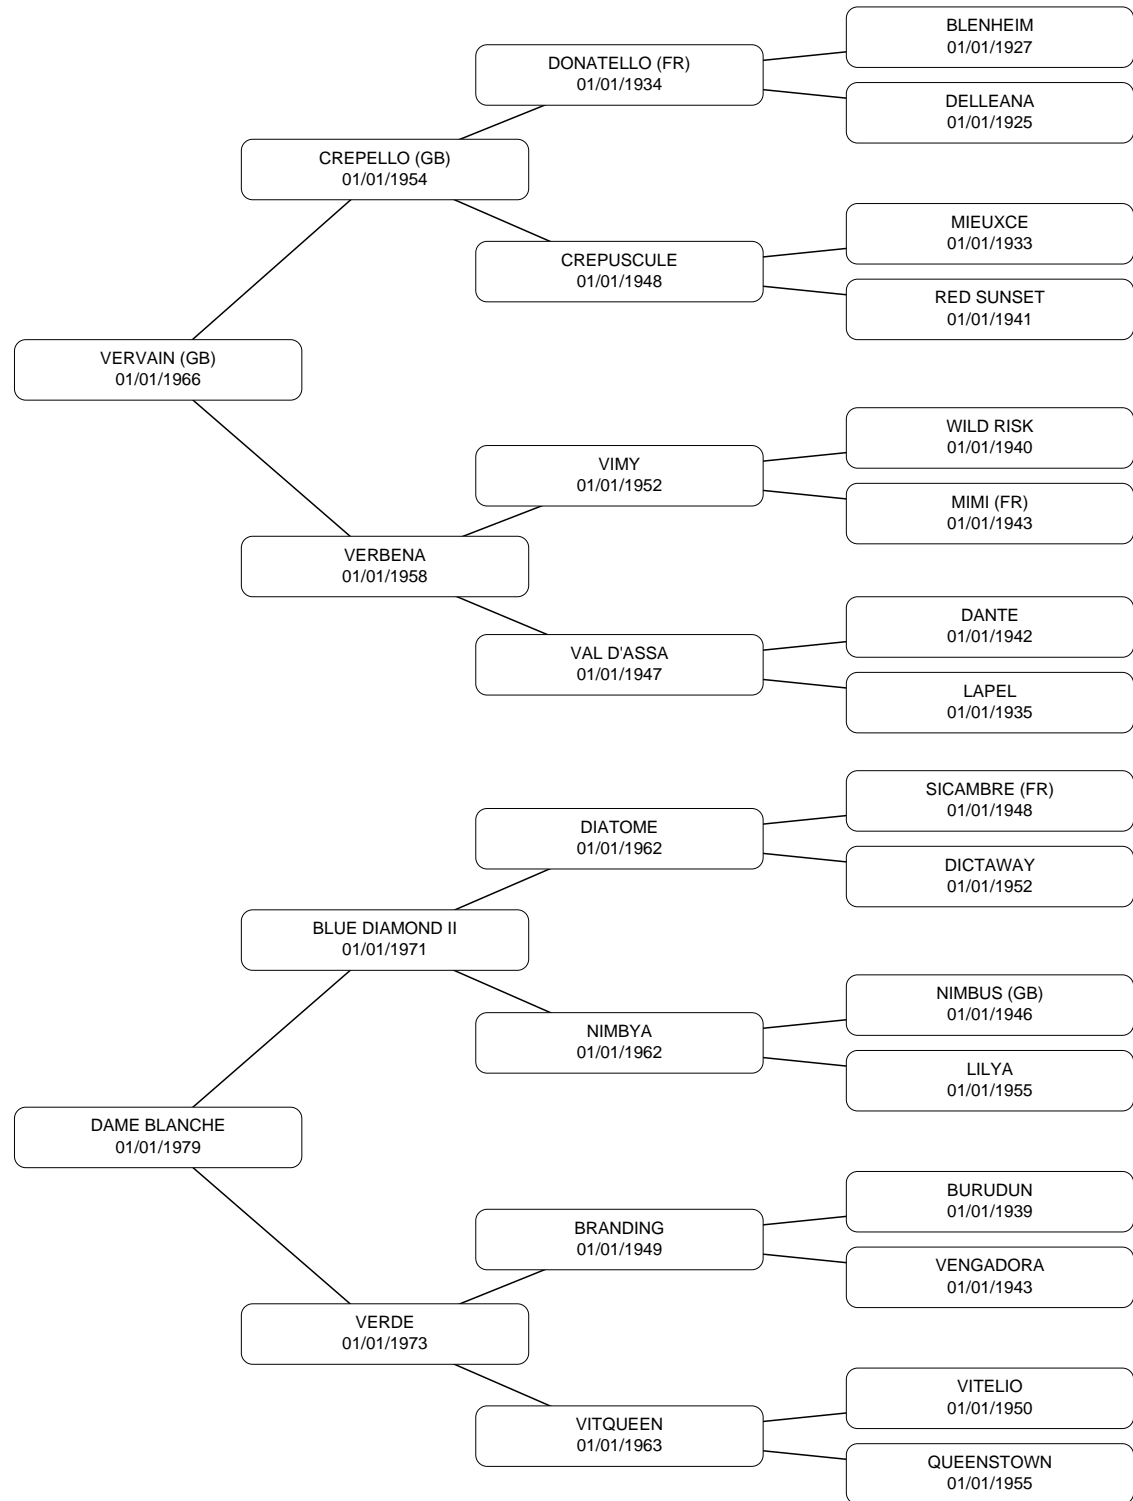 BLENHEIM
01/01/1927
DONATELLO (FR)
01/01/1934
DELLEANA
01/01/1925
CREPELLO (GB)
01/01/1954
MIEUXCE
01/01/1933
CREPUSCULE
01/01/1948
RED SUNSET
01/01/1941
VERVAIN (GB)
01/01/1966
WILD RISK
01/01/1940
VIMY
01/01/1952
MIMI (FR)
01/01/1943
VERBENA
01/01/1958
DANTE
01/01/1942
VAL D'ASSA
01/01/1947
LAPEL
01/01/1935
SICAMBRE (FR)
01/01/1948
DIATOME
01/01/1962
DICTAWAY
01/01/1952
BLUE DIAMOND II
01/01/1971
NIMBUS (GB)
01/01/1946
NIMBYA
01/01/1962
LILYA
01/01/1955
DAME BLANCHE
01/01/1979
BURUDUN
01/01/1939
BRANDING
01/01/1949
VENGADORA
01/01/1943
VERDE
01/01/1973
VITELIO
01/01/1950
VITQUEEN
01/01/1963
QUEENSTOWN
01/01/1955